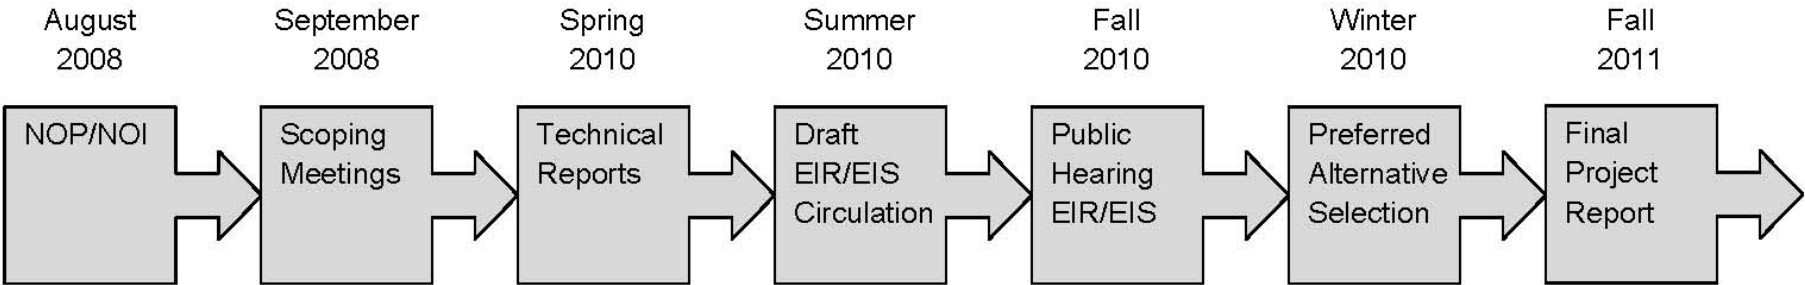 August
2008
September
2008
Spring
2010
Summer
2010
Fall
2010
Winter
2010
Fall
2011
NOP/NOI
Scoping
Meetings
Technical
Reports
Draft
EIR/EIS
Circulation
Public
Hearing
EIR/EIS
Preferred
Alternative
Selection
Final
Project
Report